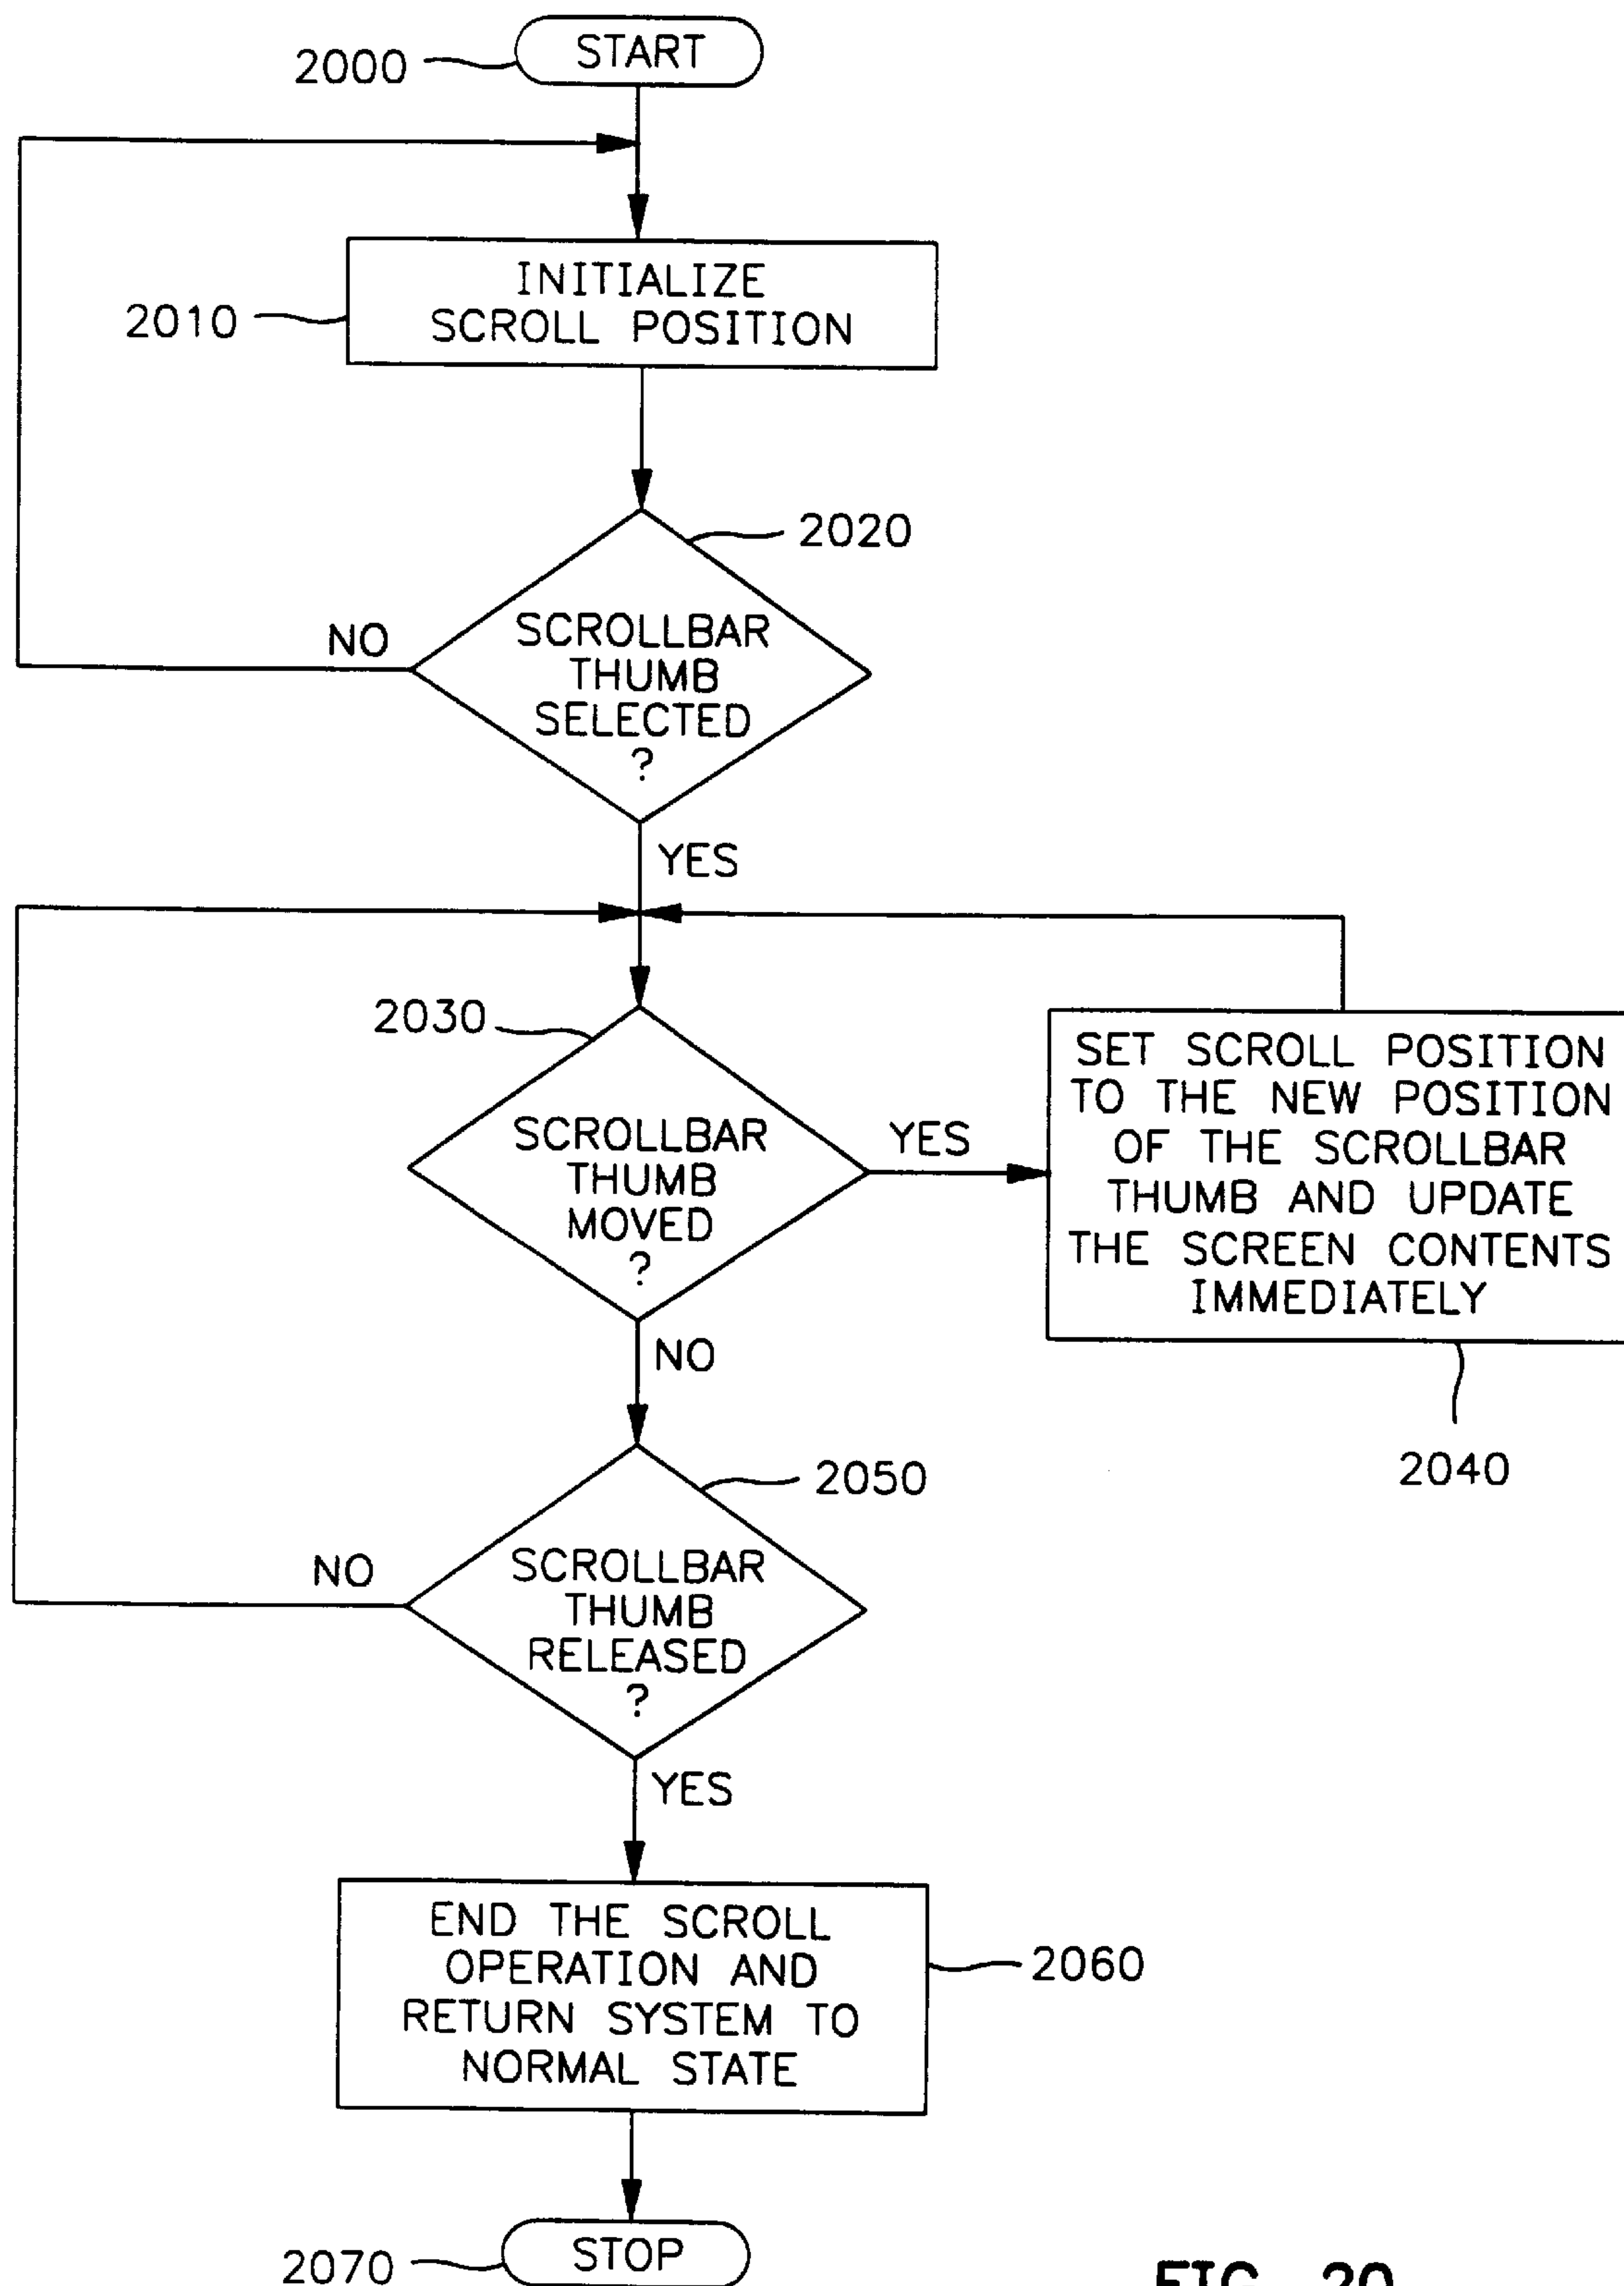 START
2000
INITIALIZE
SCROLL POSITION
2010
2020
SCROLLBAR
THUMB
SELECTED
?
NO
YES
2030
SCROLLBAR
THUMB
MOVED
?
YES
SET SCROLL POSITION
TO THE NEW POSITION
OF THE SCROLLBAR
THUMB AND UPDATE
THE SCREEN CONTENTS
IMMEDIATELY
2040
NO
2050
SCROLLBAR
THUMB
RELEASED
?
NO
YES
END THE SCROLL
OPERATION AND
RETURN SYSTEM TO
NORMAL STATE
2060
STOP
2070
FIG. 20